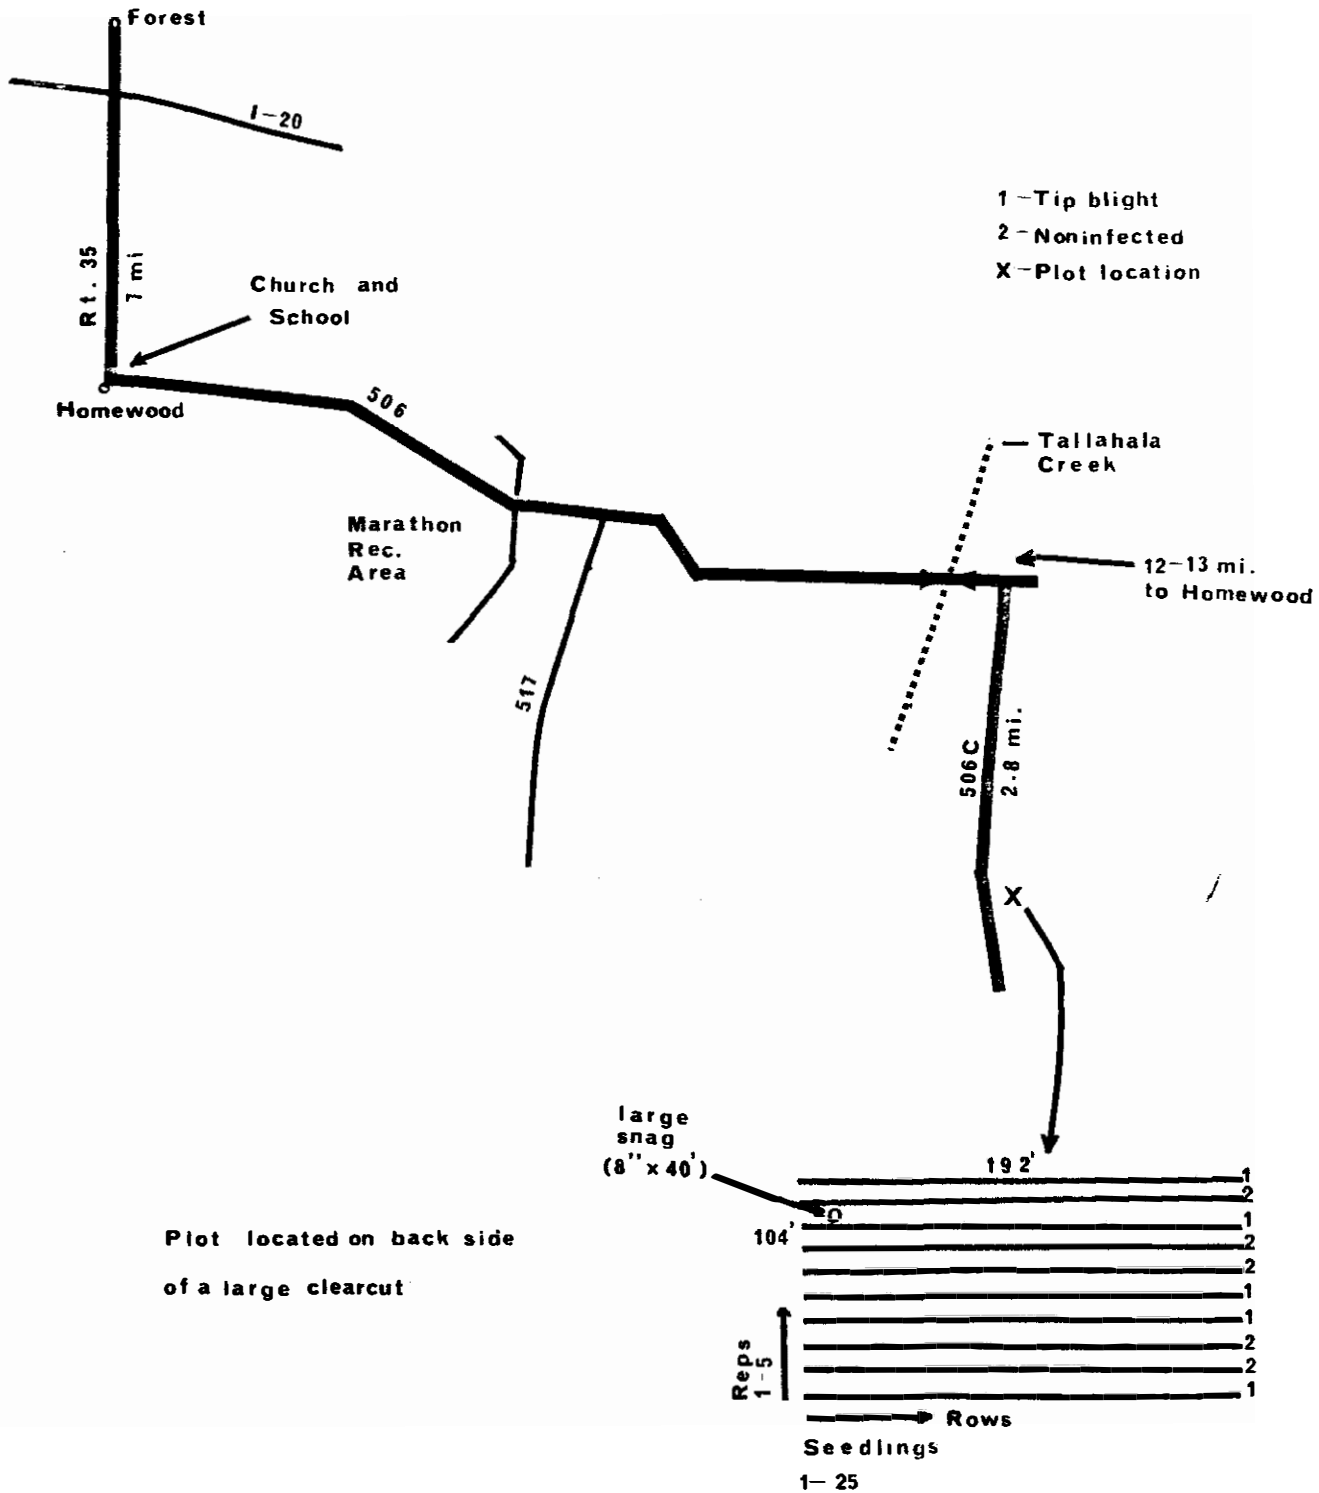 Forest
I-20
1-Tip blight
2-Noninfected
X-Plot location
Rt. 35
7 mi
Church and
School
Homewood
506
Tallahala
Creek
Marathon
Rec.
Area
12-13 mi.
to Homewood
517
506C
2.8 mi.
X
large
snag
(8"x40')
192'
1
2
1
104'
2
2
1
1
2
2
1
Plot located on back side
of a large clearcut
Reps
1-5
Rows
Seedlings
1-25